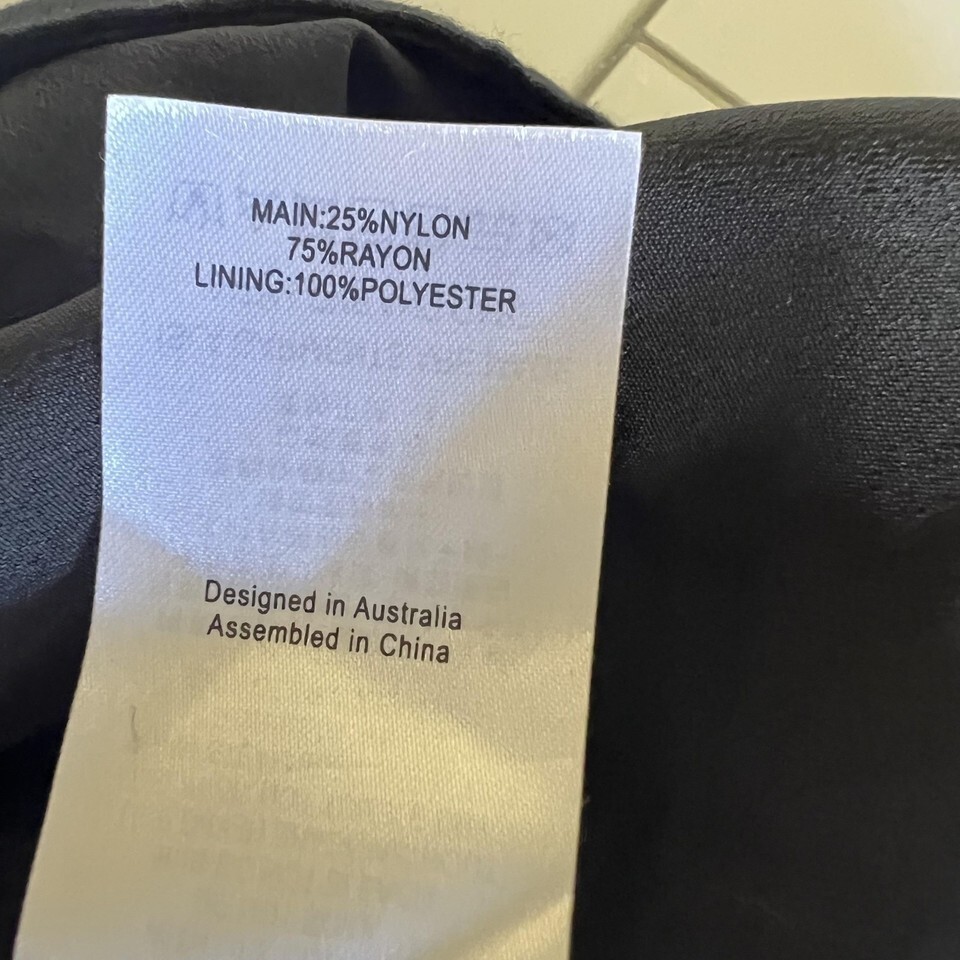 MAIN:25%NYLON
75%RAYON
LINING:100%POLYESTER
Designed in Australia
Assembled in China